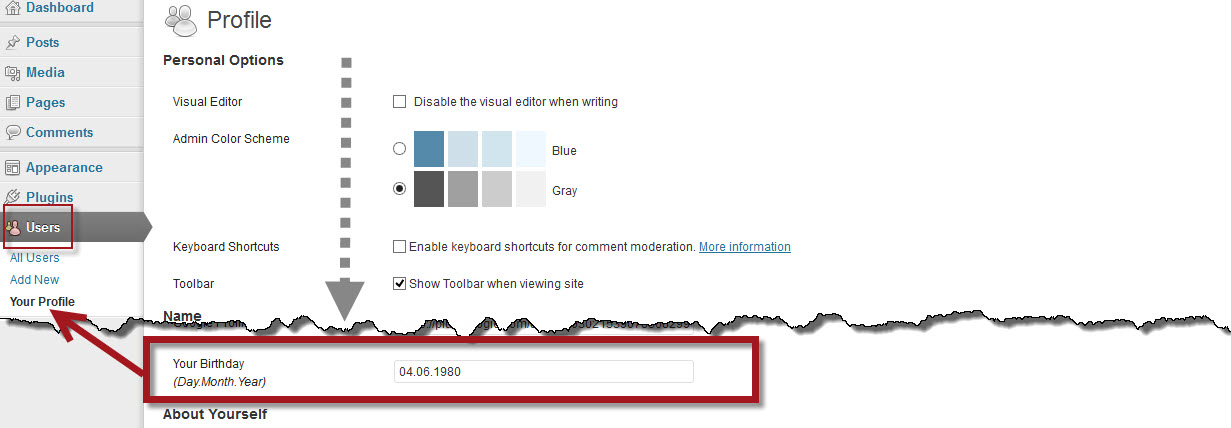 Dashboard
Posts
Media
Pages
Comments
Appearance
Plugins
Users
All Users
Add New
Your Profile
Profile
Personal Options
Visual Editor
Disable the visual editor when writing
Admin Color Scheme
Blue
Gray
Keyboard Shortcuts
Enable keyboard shortcuts for comment moderation. More information
Toolbar
Show Toolbar when viewing site
Name
Your Birthday
(Day.Month.Year)
04.06.1980
About Yourself